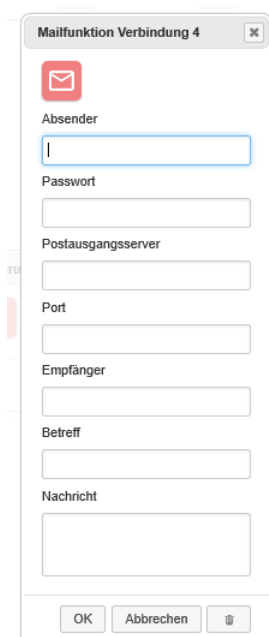 Mailfunktion Verbindung 4
Absender
Passwort
Postausgangsserver
Port
Empfänger
Betreff
Nachricht
OK Abbrechen